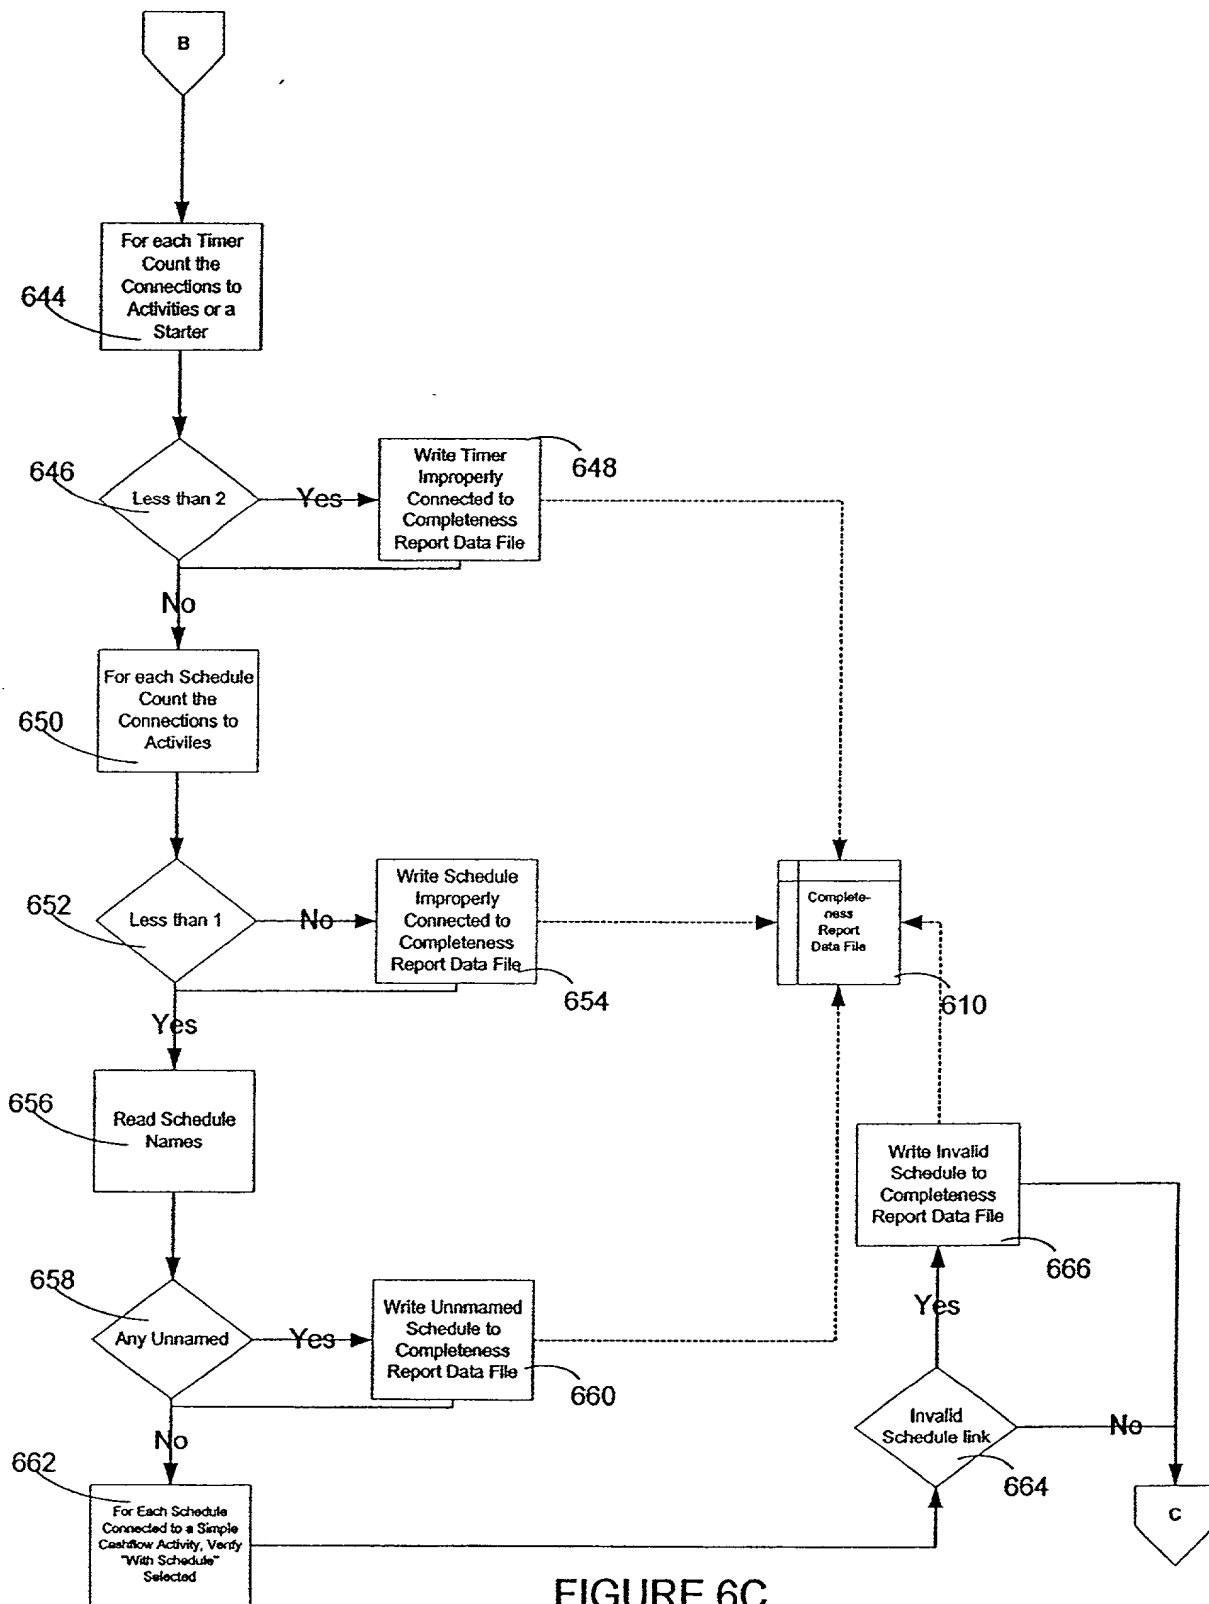 B
For each Timer
Count the
Connections to
Activities or a
Starter
644
646
Less than 2
Yes
Write Timer
Improperly
Connected to
Completeness
Report Data File
648
No
For each Schedule
Count the
Connections to
Activiies
650
652
Less than 1
No
Write Schedule
Improperly
Connected to
Completeness
Report Data File
654
Complete-
ness
Report
Data File
610
Yes
656
Read Schedule
Names
Write Invalid
Schedule to
Completeness
Report Data File
666
658
Any Unnamed
Yes
Write Unnmamed
Schedule to
Completeness
Report Data File
660
Yes
Invalid
Schedule link
No
664
No
662
For Each Schedule
Connected to a Simple
Cashflow Activity, Verify
"With Schedule"
Selected
C
FIGURE 6C